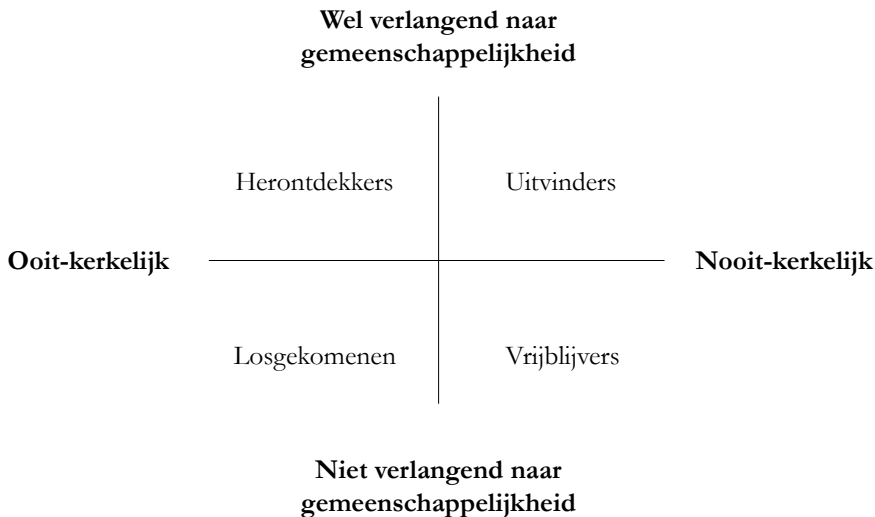 Wel verlangend naar
gemeenschappelijkheid
Herontdekkers
Uitvinders
Ooit-kerkelijk
Nooit-kerkelijk
Losgekomenen
Vrijblijvers
Niet verlangend naar
gemeenschappelijkheid